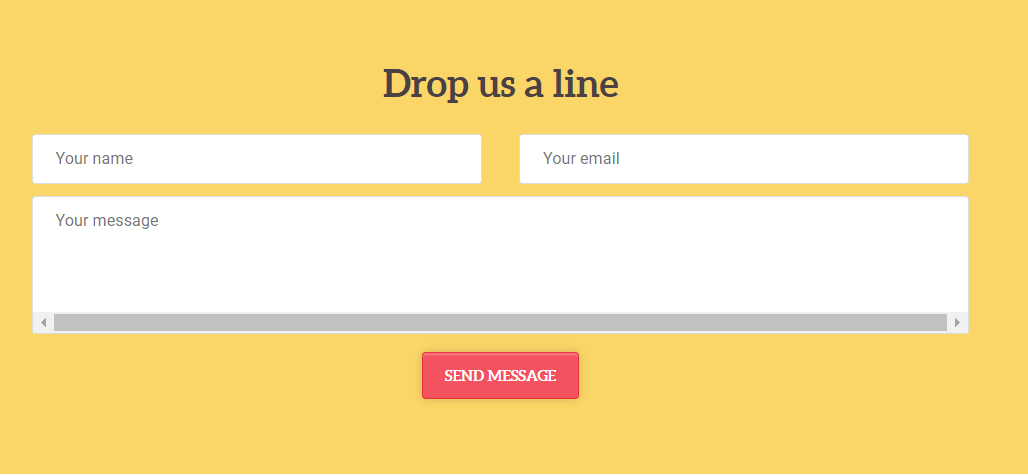 Drop us a line
Your name
Your email
Your message
SEND MESSAGE